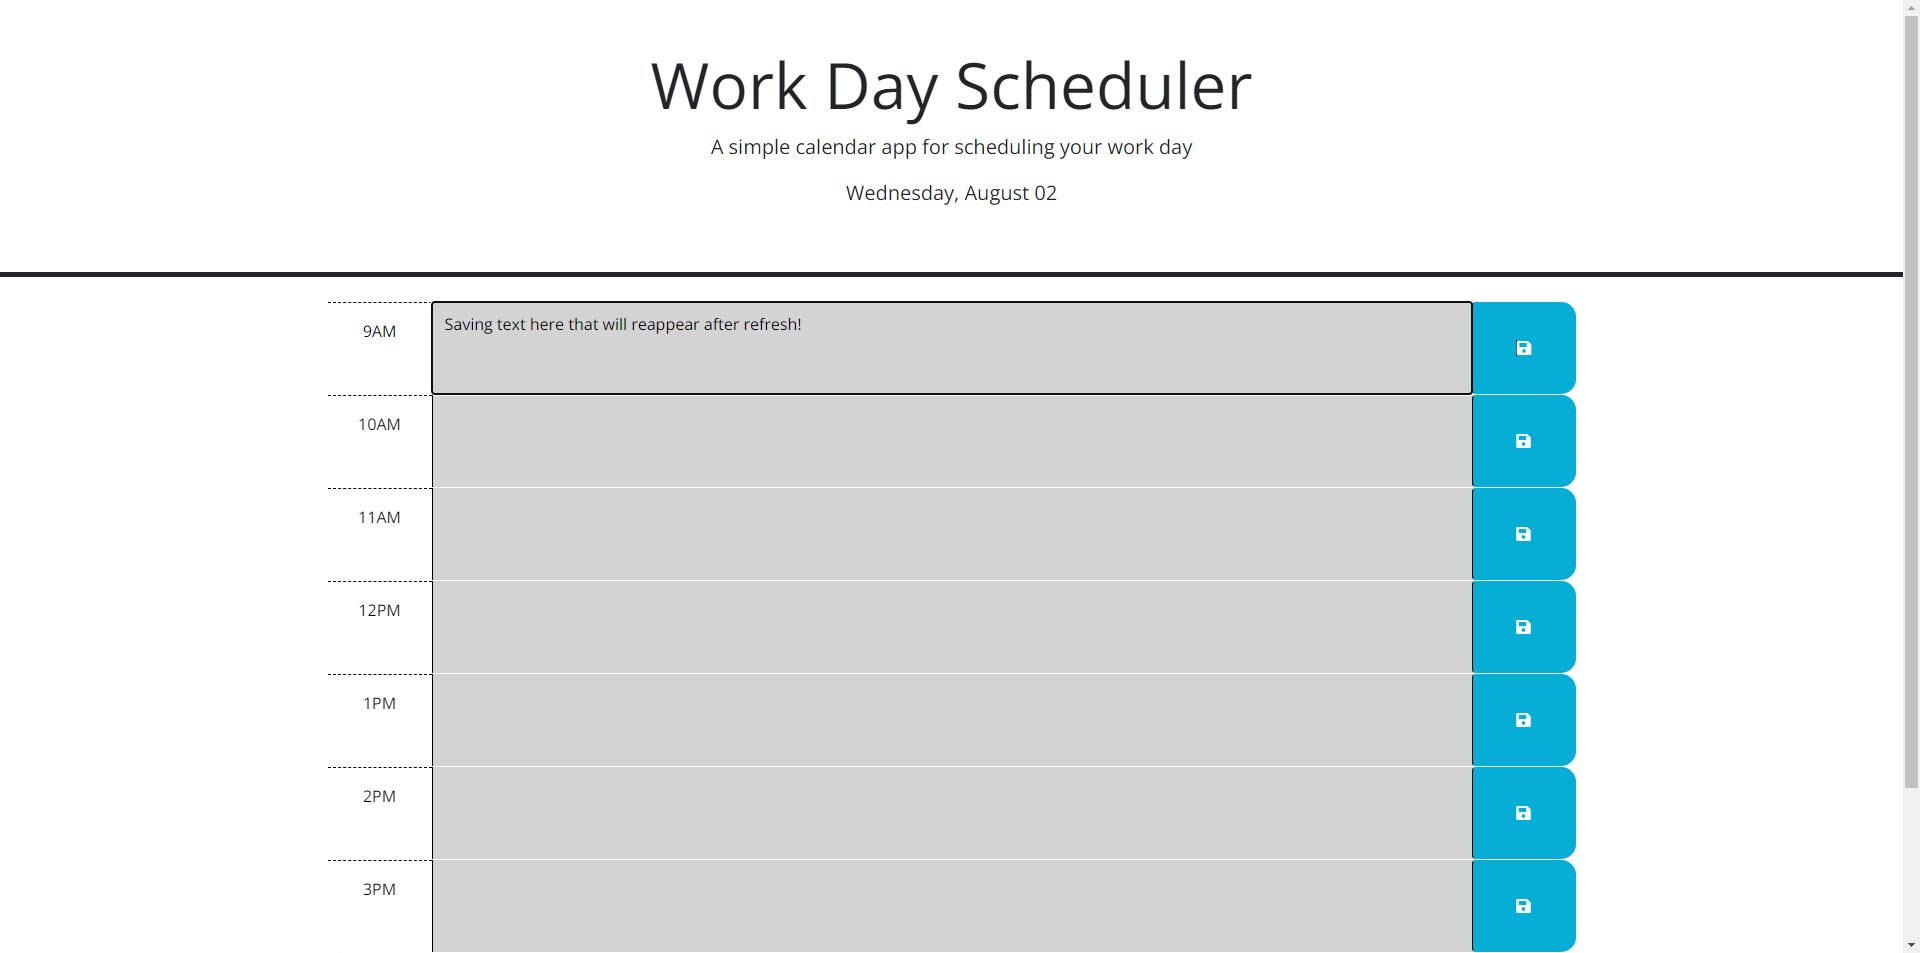 Work Day Scheduler
A simple calendar app for scheduling your work day
Wednesday, August 02
9AM
Saving text here that will reappear after refresh!
10AM
11AM
12PM
1PM
2PM
3PM